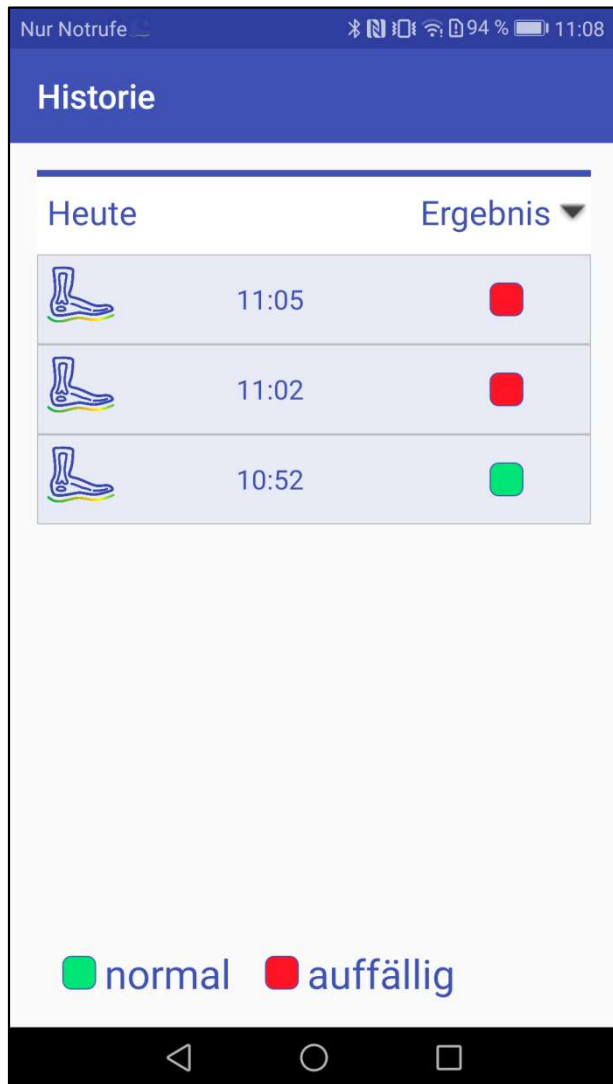 Nur Notrufe 94 % 11:08
Historie
Heute Ergebnis
11:05
11:02
10:52
normal auffällig